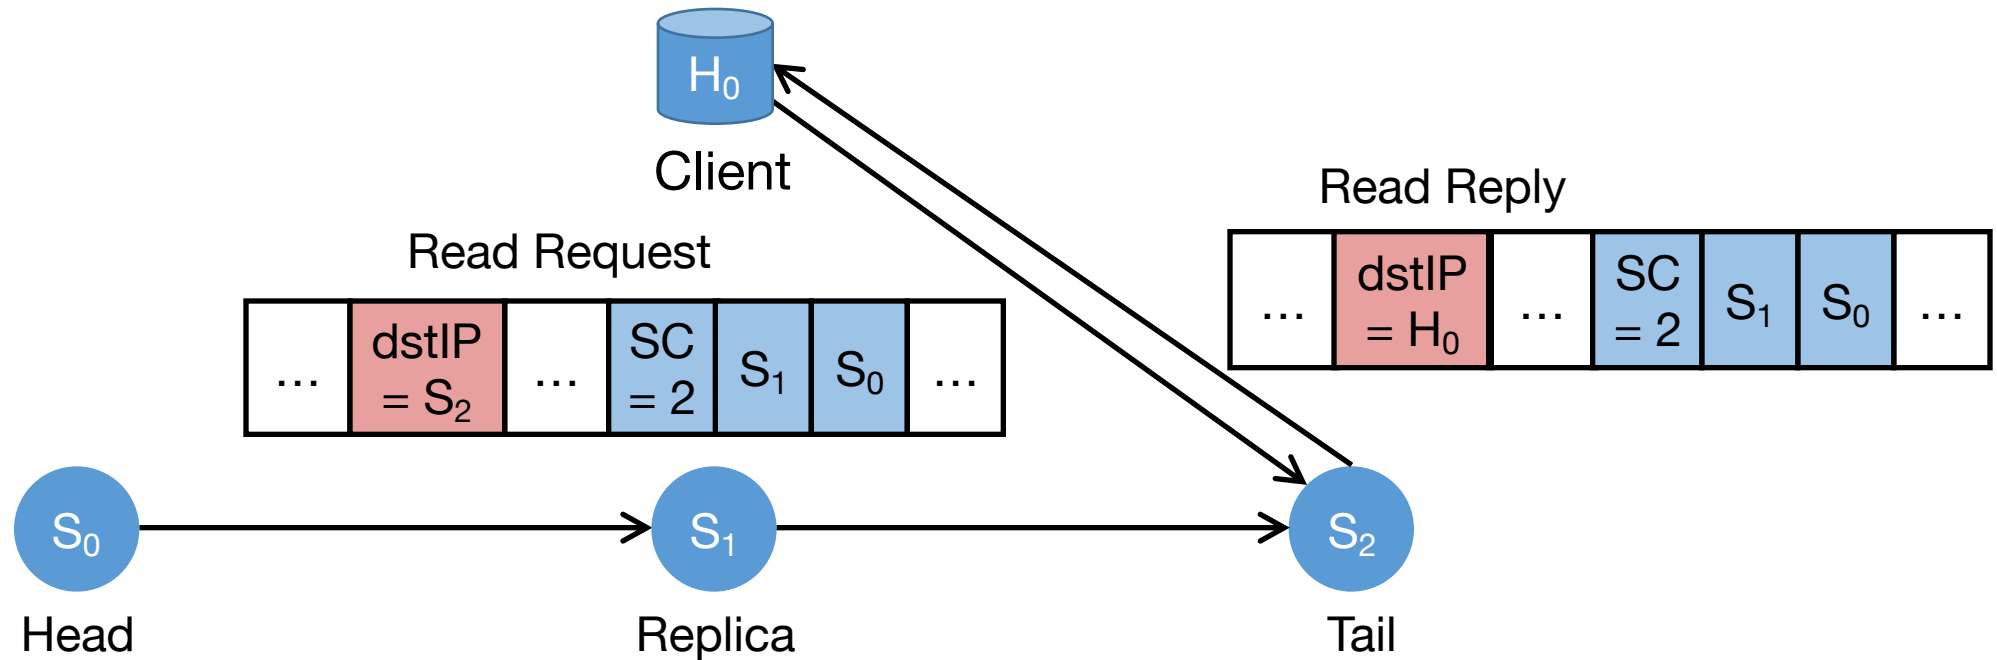 H₀
Client
Read Reply
... dstIP = H₀ ... SC = 2 S₁ S₀ ...
Read Request
... dstIP = S₂ ... SC = 2 S₁ S₀ ...
S₀ S₁ S₂
Head Replica Tail